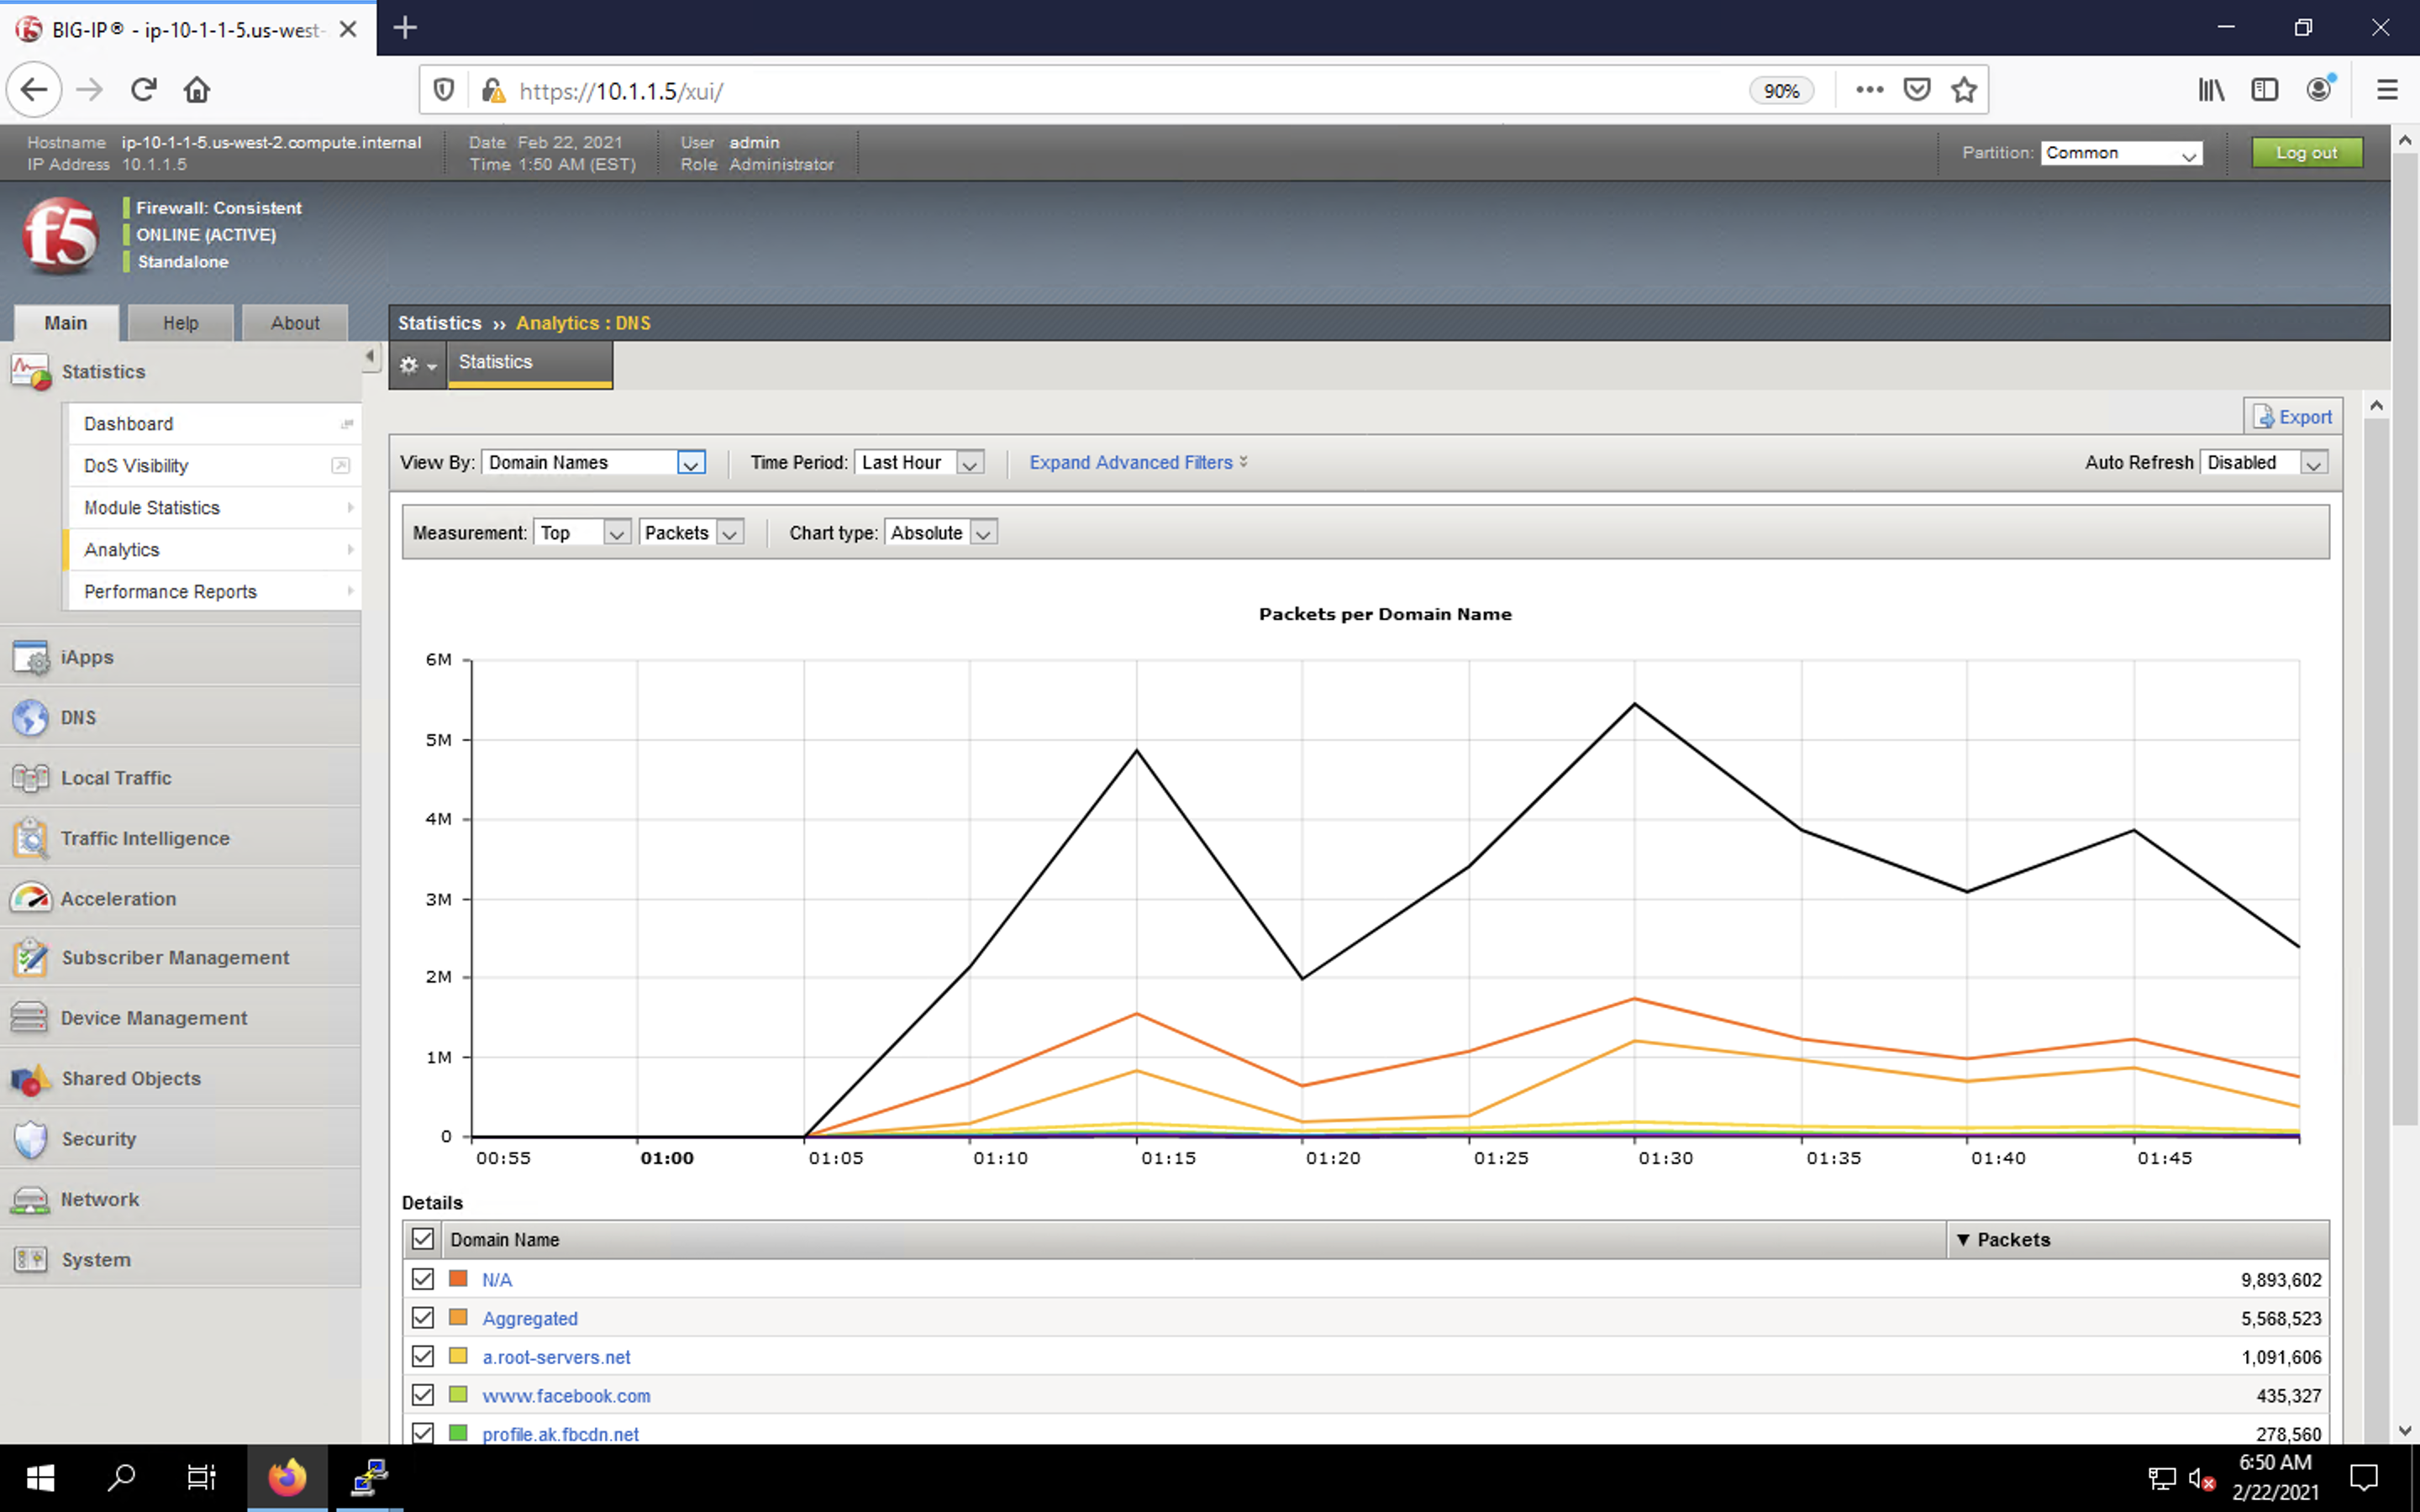 BIG-IP® - ip-10-1-1-5.us-west-
https://10.1.1.5/xui/
90%
Hostname ip-10-1-1-5.us-west-2.compute.internal
IP Address 10.1.1.5
Date Feb 22, 2021
Time 1:50 AM (EST)
User admin
Role Administrator
Partition: Common
Log out
f5
Firewall: Consistent
ONLINE (ACTIVE)
Standalone
Main
Help
About
Statistics ›› Analytics : DNS
Statistics
Statistics
Dashboard
DoS Visibility
Module Statistics
Analytics
Performance Reports
iApps
DNS
Local Traffic
Traffic Intelligence
Acceleration
Subscriber Management
Device Management
Shared Objects
Security
Network
System
Export
View By: Domain Names
Time Period: Last Hour
Expand Advanced Filters
Auto Refresh Disabled
Measurement: Top Packets
Chart type: Absolute
Packets per Domain Name
6M
5M
4M
3M
2M
1M
0
00:55 01:00 01:05 01:10 01:15 01:20 01:25 01:30 01:35 01:40 01:45
Details
Domain Name ▼ Packets
N/A 9,893,602
Aggregated 5,568,523
a.root-servers.net 1,091,606
www.facebook.com 435,327
profile.ak.fbcdn.net 278,560
6:50 AM
2/22/2021